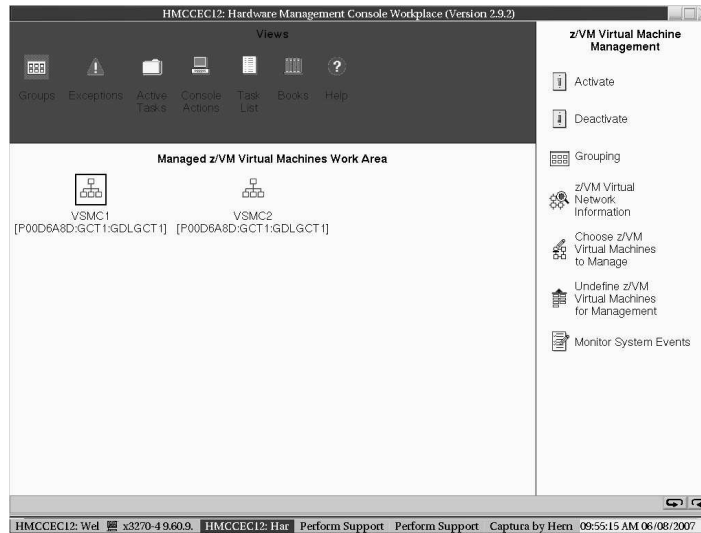 HMCCEC12: Hardware Management Console Workplace (Version 2.9.2)
Views
Groups
Exceptions
Active Tasks
Console Actions
Task List
Books
Help
Managed z/VM Virtual Machines Work Area
VSMC1
[P00D6A8D:GCT1:GDLGCT1]
VSMC2
[P00D6A8D:GCT1:GDLGCT1]
z/VM Virtual Machine
Management
Activate
Deactivate
Grouping
z/VM Virtual
Network
Information
Choose z/VM
Virtual Machines
to Manage
Undefine z/VM
Virtual Machines
for Management
Monitor System Events
HMCCEC12: Wel x3270-4 9.60.9. HMCCEC12: Har Perform Support Perform Support Captura by Hern 09:55:15 AM 06/08/2007